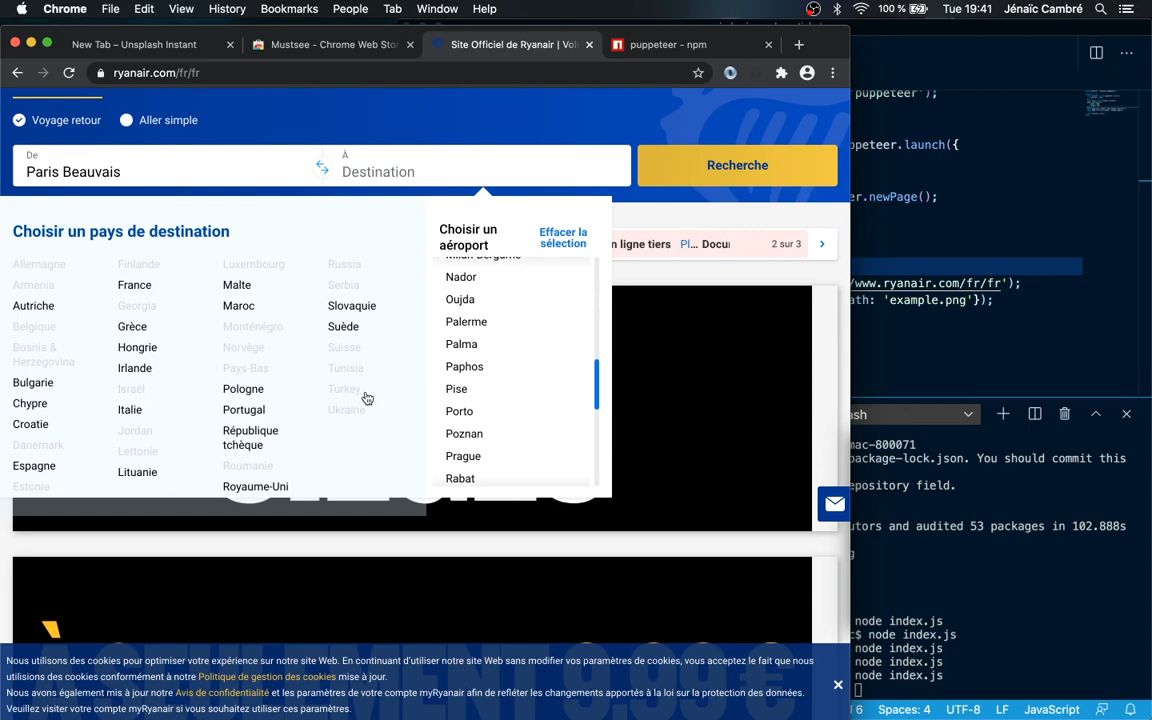 Chrome File Edit View History Bookmarks People Tab Window Help 100 % Tue 19:41 Jénaïc Cambré
New Tab – Unsplash Instant Mustsee - Chrome Web Sto Site Officiel de Ryanair | Vol puppeteer - npm
ryanair.com/fr/fr
puppeteer');
Voyage retour Aller simple
peteer.launch({
De
Paris Beauvais
À
Destination
Recherche
er.newPage();
Choisir un pays de destination
Choisir un aéroport
Effacer la sélection
n ligne tiers Pl... Docu 2 sur 3
Allemagne Finlande Luxembourg Russia
Armenia France Malte Serbia
Autriche Georgia Maroc Slovaquie
Belgique Grèce Monténégro Suède
Bosnia & Herzegovina Hongrie Norvège Suisse
Irlande Pays-Bas Tunisia
Bulgarie Israël Pologne Turkey
Chypre Italie Portugal Ukraine
Croatie Jordan République tchèque
Danemark Lettonie Roumanie
Espagne Lituanie Royaume-Uni
Estonie
Milan Bergame
Nador
Oujda
Palerme
Palma
Paphos
Pise
Porto
Poznan
Prague
Rabat
/www.ryanair.com/fr/fr');
ath: 'example.png'});
ash
mac-800071
package-lock.json. You should commit this
epository field.
utors and audited 53 packages in 102.888s
g
node index.js
c$ node index.js
node index.js
node index.js
node index.js
À SEULEMENT 9,99 €
Nous utilisons des cookies pour optimiser votre expérience sur notre site Web. En continuant d'utiliser notre site Web sans modifier vos paramètres de cookies, vous acceptez le fait que nous
utilisions des cookies conformément à notre Politique de gestion des cookies mise à jour.
Nous avons également mis à jour notre Avis de confidentialité et les paramètres de votre compte myRyanair afin de refléter les changements apportés à la loi sur la protection des données.
Veuillez visiter votre compte myRyanair si vous souhaitez utiliser ces paramètres.
6 Spaces: 4 UTF-8 LF JavaScript